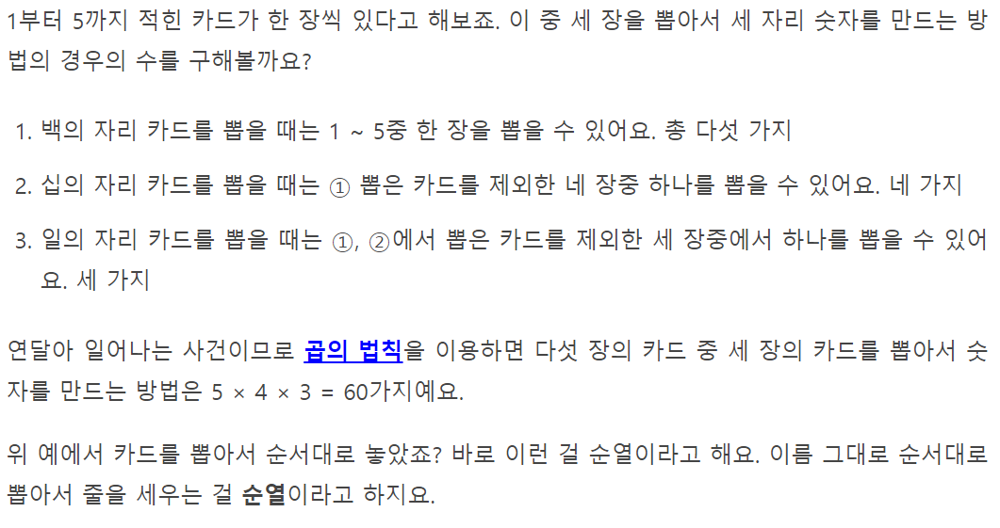 1부터 5까지 적힌 카드가 한 장씩 있다고 해보죠. 이 중 세 장을 뽑아서 세 자리 숫자를 만드는 방
법의 경우의 수를 구해볼까요?
1. 백의 자리 카드를 뽑을 때는 1 ~ 5중 한 장을 뽑을 수 있어요. 총 다섯 가지
2. 십의 자리 카드를 뽑을 때는 ① 뽑은 카드를 제외한 네 장중 하나를 뽑을 수 있어요. 네 가지
3. 일의 자리 카드를 뽑을 때는 ①, ②에서 뽑은 카드를 제외한 세 장중에서 하나를 뽑을 수 있어
요. 세 가지
연달아 일어나는 사건이므로 곱의 법칙을 이용하면 다섯 장의 카드 중 세 장의 카드를 뽑아서 숫
자를 만드는 방법은 5 × 4 × 3 = 60가지예요.
위 예에서 카드를 뽑아서 순서대로 놓았죠? 바로 이런 걸 순열이라고 해요. 이름 그대로 순서대로
뽑아서 줄을 세우는 걸 순열이라고 하지요.